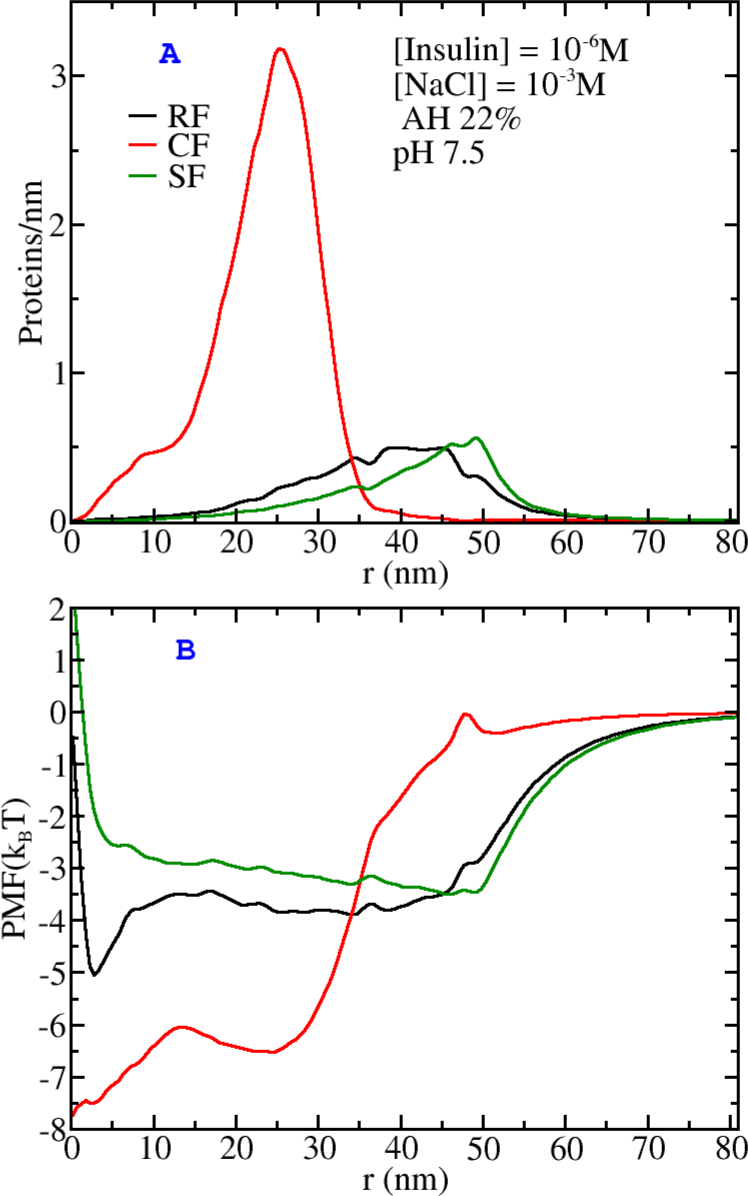 A
[Insulin] = 10⁻⁶M
[NaCl] = 10⁻³M
AH 22%
pH 7.5
RF
CF
SF
3
2
1
0
Proteins/nm
0 10 20 30 40 50 60 70 80
r (nm)
B
2
1
0
-1
-2
-3
-4
-5
-6
-7
-8
PMF(k_BT)
0 10 20 30 40 50 60 70 80
r (nm)